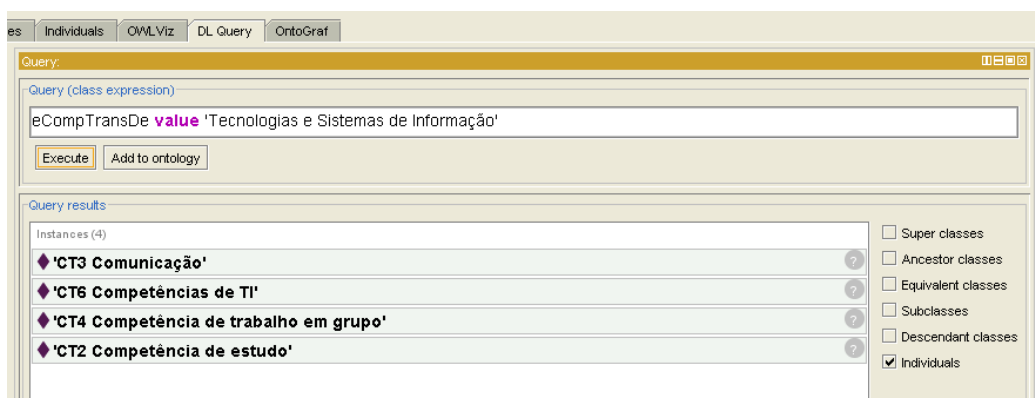 es Individuals OWLViz DL Query OntoGraf
Query:
Query (class expression)
eCompTransDe value 'Tecnologias e Sistemas de Informação'
Execute Add to ontology
Query results
Instances (4)
'CT3 Comunicação' ?
'CT6 Competências de TI' ?
'CT4 Competência de trabalho em grupo' ?
'CT2 Competência de estudo' ?
Super classes
Ancestor classes
Equivalent classes
Subclasses
Descendant classes
Individuals